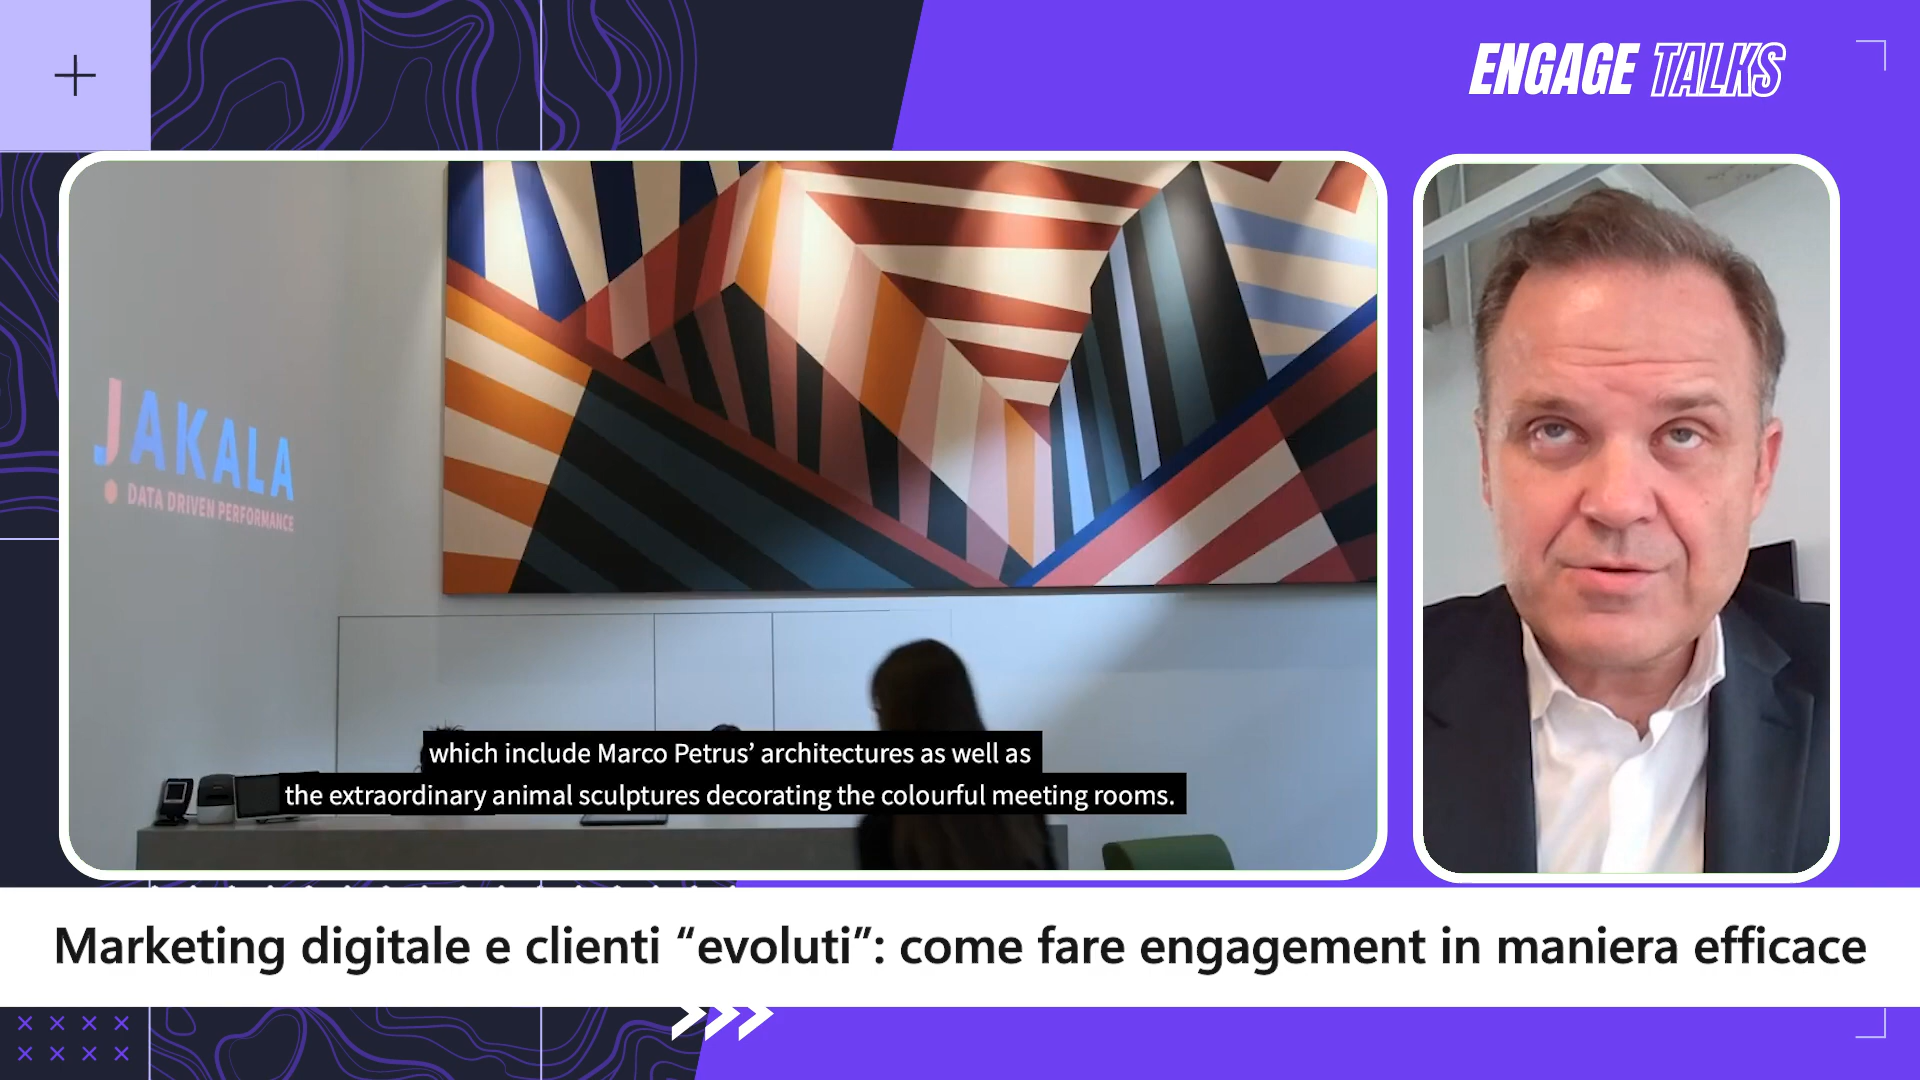 ENGAGE TALKS
JAKALA
DATA DRIVEN PERFORMANCE
which include Marco Petrus’ architectures as well as
the extraordinary animal sculptures decorating the colourful meeting rooms.
Marketing digitale e clienti “evoluti”: come fare engagement in maniera efficace